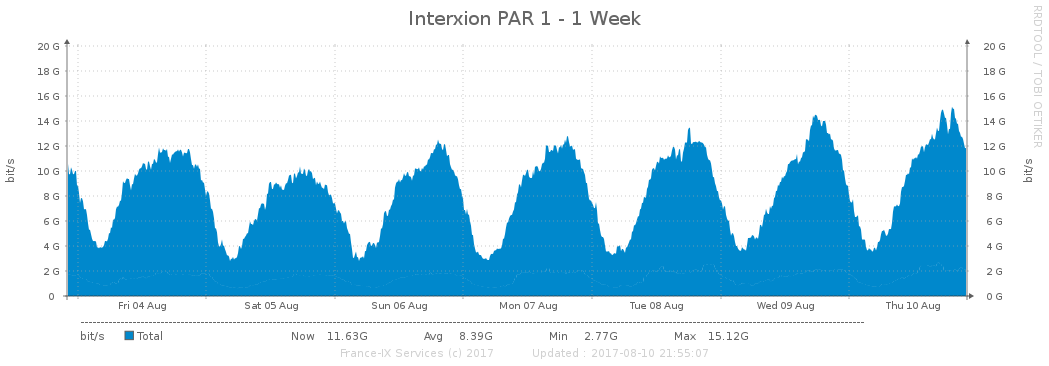 Interxion PAR 1 - 1 Week
RRDTOOL / TOBI OETIKER
bit/s
20 G 20 G
18 G 18 G
16 G 16 G
14 G 14 G
12 G 12 G
10 G 10 G
8 G 8 G
6 G 6 G
4 G 4 G
2 G 2 G
0 0 G
bit/s
Fri 04 Aug Sat 05 Aug Sun 06 Aug Mon 07 Aug Tue 08 Aug Wed 09 Aug Thu 10 Aug
bit/s Total Now 11.63G Avg 8.39G Min 2.77G Max 15.12G
France-IX Services (c) 2017 Updated : 2017-08-10 21:55:07